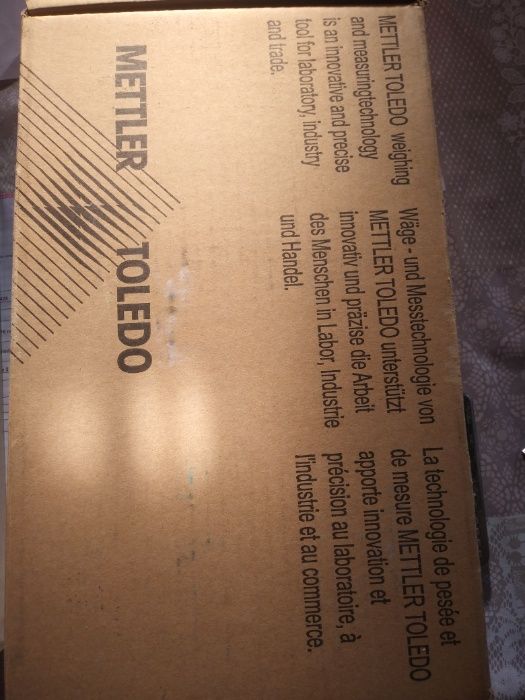 METTLER TOLEDO weighing
and measuringtechnology
is an innovative and precise
tool for laboratory, industry
and trade.
Wäge - und Messtechnologie von
METTLER TOLEDO unterstützt
innovativ und präzise die Arbeit
des Menschen in Labor, Industrie
und Handel.
La technologie de pesée et
de mesure METTLER TOLEDO
apporte innovation et
précision au laboratoire, à
l'industrie et au commerce.
METTLER TOLEDO